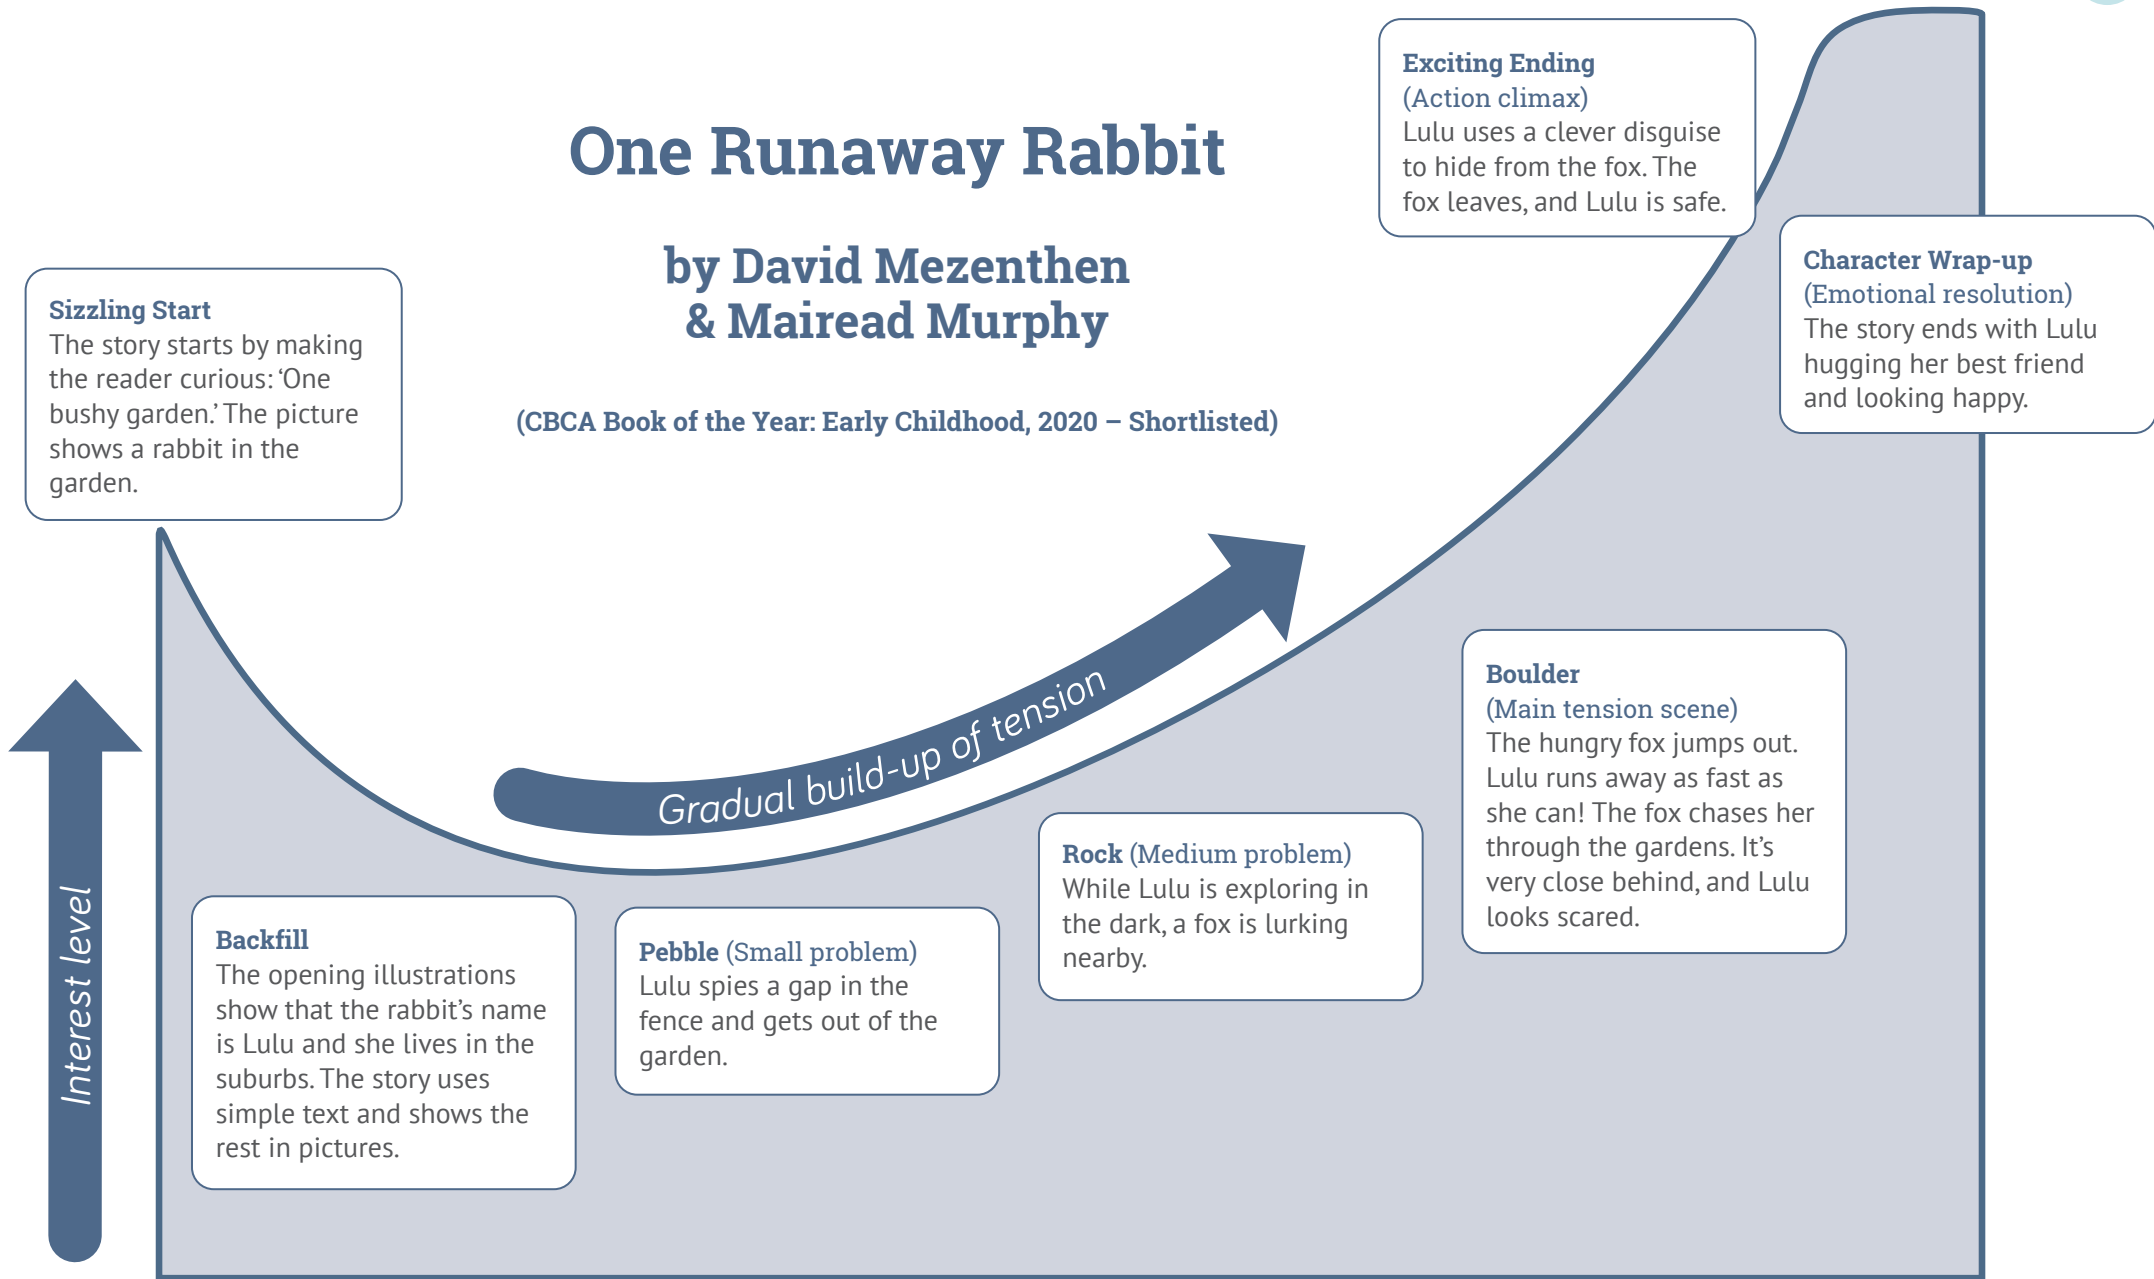 One Runaway Rabbit
by David Mezenthen
& Mairead Murphy
(CBCA Book of the Year: Early Childhood, 2020 – Shortlisted)
Sizzling Start
The story starts by making
the reader curious: ‘One
bushy garden.’ The picture
shows a rabbit in the
garden.
Backfill
The opening illustrations
show that the rabbit’s name
is Lulu and she lives in the
suburbs. The story uses
simple text and shows the
rest in pictures.
Pebble (Small problem)
Lulu spies a gap in the
fence and gets out of the
garden.
Rock (Medium problem)
While Lulu is exploring in
the dark, a fox is lurking
nearby.
Boulder
(Main tension scene)
The hungry fox jumps out.
Lulu runs away as fast as
she can! The fox chases her
through the gardens. It’s
very close behind, and Lulu
looks scared.
Exciting Ending
(Action climax)
Lulu uses a clever disguise
to hide from the fox. The
fox leaves, and Lulu is safe.
Character Wrap-up
(Emotional resolution)
The story ends with Lulu
hugging her best friend
and looking happy.
Gradual build-up of tension
Interest level